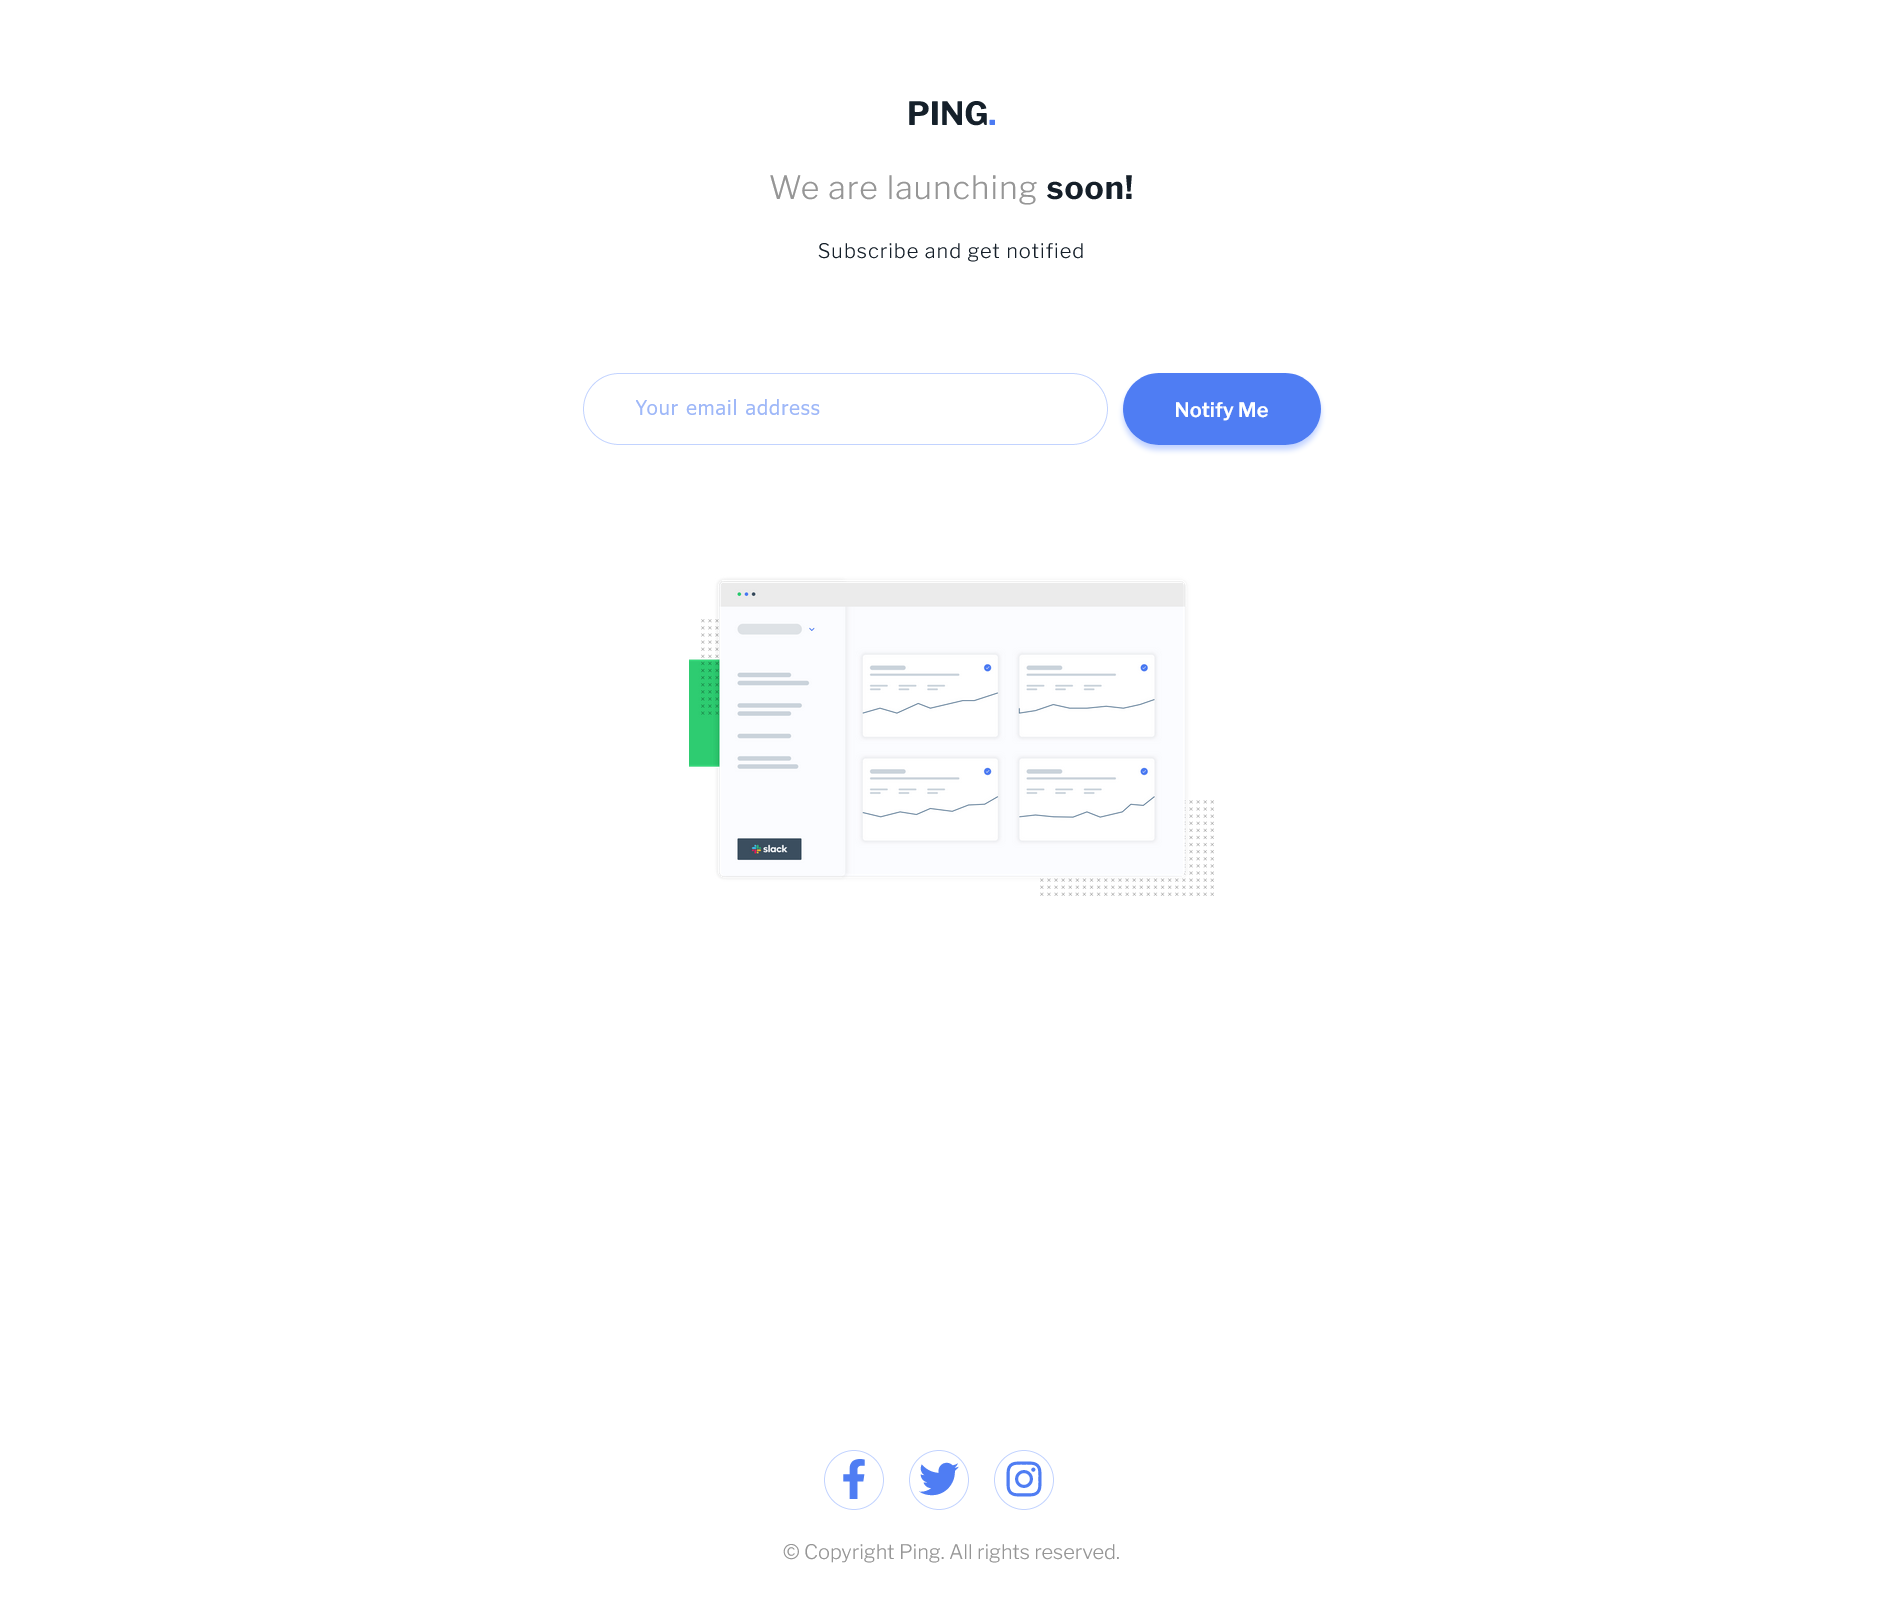 PING.
We are launching soon!
Subscribe and get notified
Your email address
Notify Me
slack
© Copyright Ping. All rights reserved.